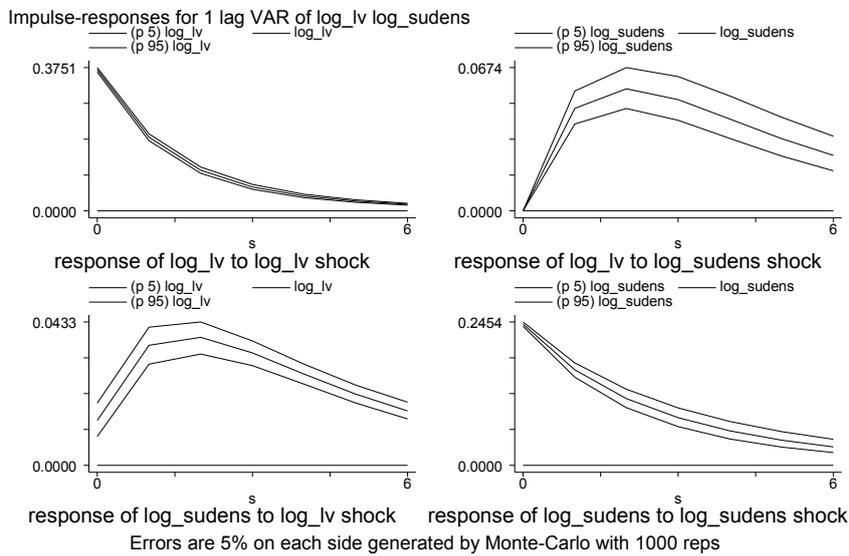 Impulse-responses for 1 lag VAR of log_lv log_sudens
(p 5) log_lv log_lv
(p 95) log_lv
0.3751
0.0000
0 6
s
response of log_lv to log_lv shock
(p 5) log_sudens log_sudens
(p 95) log_sudens
0.0674
0.0000
0 6
s
response of log_lv to log_sudens shock
(p 5) log_lv log_lv
(p 95) log_lv
0.0433
0.0000
0 6
s
response of log_sudens to log_lv shock
(p 5) log_sudens log_sudens
(p 95) log_sudens
0.2454
0.0000
0 6
s
response of log_sudens to log_sudens shock
Errors are 5% on each side generated by Monte-Carlo with 1000 reps